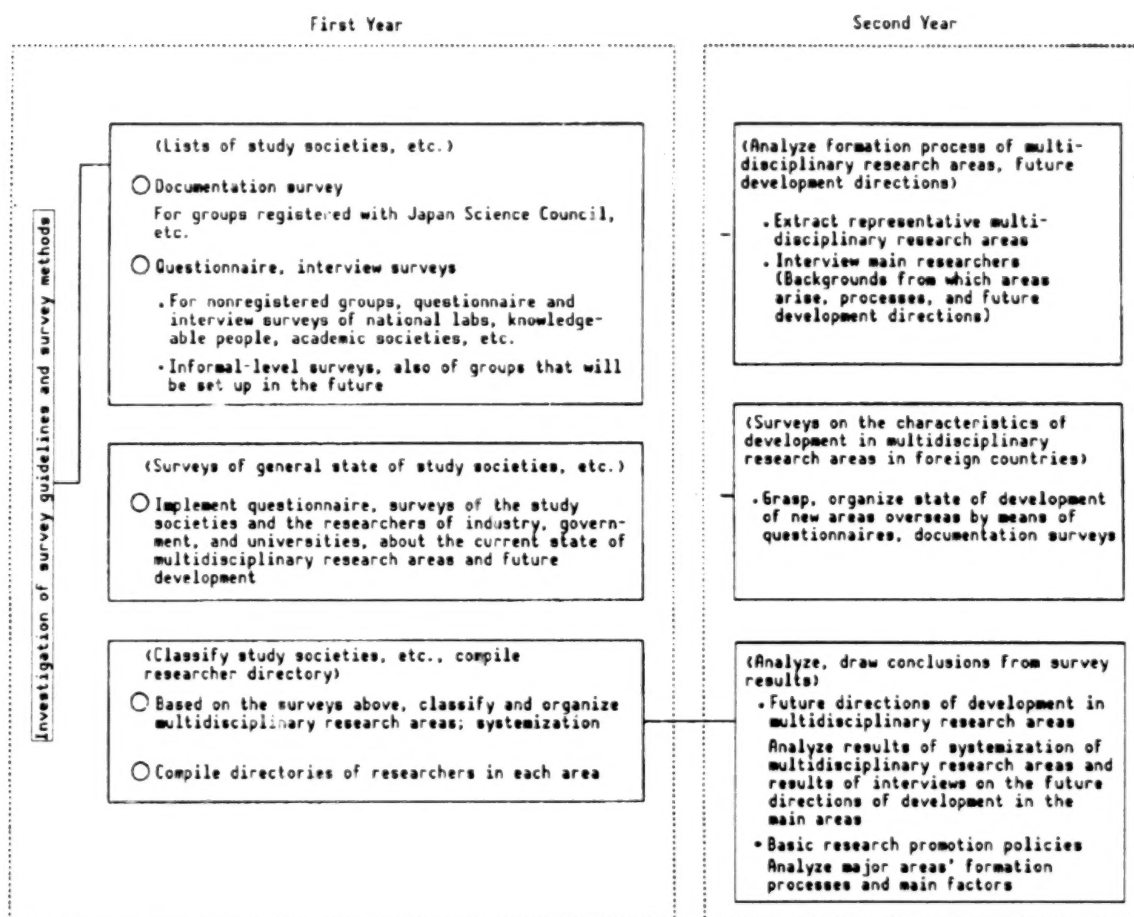 First Year
Investigation of survey guidelines and survey methods
(Lists of study societies, etc.)
○ Documentation survey
For groups registered with Japan Science Council,
etc.
○ Questionnaire, interview surveys
. For nonregistered groups, questionnaire and
interview surveys of national labs, knowledge-
able people, academic societies, etc.
· Informal-level surveys, also of groups that will
be set up in the future
(Surveys of general state of study societies, etc.)
○ Implement questionnaire, surveys of the study
societies and the researchers of industry, govern-
ment, and universities, about the current state of
multidisciplinary research areas and future
development
(Classify study societies, etc., compile
researcher directory)
○ Based on the surveys above, classify and organize
multidisciplinary research areas; systemization
○ Compile directories of researchers in each area
Second Year
(Analyze formation process of multi-
disciplinary research areas, future
development directions)
. Extract representative multi-
disciplinary research areas
. Interview main researchers
(Backgrounds from which areas
arise, processes, and future
development directions)
(Surveys on the characteristics of
development in multidisciplinary
research areas in foreign countries)
. Grasp, organize state of development
of new areas overseas by means of
questionnaires, documentation surveys
(Analyze, draw conclusions from survey
results)
· Future directions of development in
multidisciplinary research areas
Analyze results of systemization of
multidisciplinary research areas and
results of interviews on the future
directions of development in the
main areas
• Basic research promotion policies
Analyze major areas' formation
processes and main factors